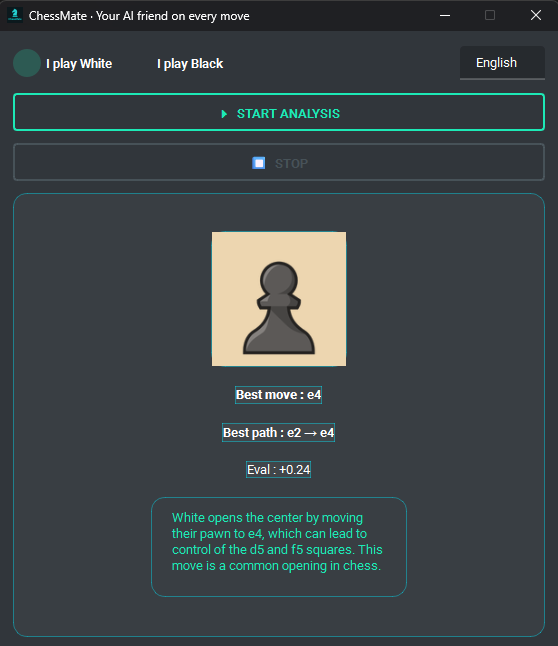 ChessMate · Your AI friend on every move
I play White
I play Black
English
START ANALYSIS
STOP
Best move : e4
Best path : e2 → e4
Eval : +0.24
White opens the center by moving
their pawn to e4, which can lead to
control of the d5 and f5 squares. This
move is a common opening in chess.